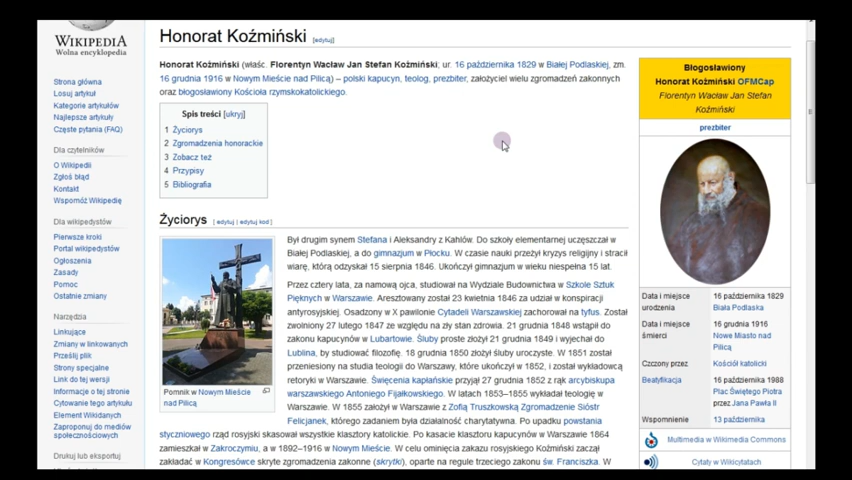 WIKIPEDIA
Wolna encyklopedia
Strona główna
Losuj artykuł
Kategorie artykułów
Najlepsze artykuły
Częste pytania (FAQ)
Dla czytelników
O Wikipedii
Zgłoś błąd
Kontakt
Wspomóż Wikipedię
Dla wikipedystów
Pierwsze kroki
Portal wikipedystów
Ogłoszenia
Zasady
Pomoc
Ostatnie zmiany
Narzędzia
Linkujące
Zmiany w linkowanych
Prześlij plik
Strony specjalne
Link do tej wersji
Informacje o tej stronie
Cytowanie tego artykułu
Element Wikidanych
Zaproponuj do mediów
społecznościowych
Drukuj lub eksportuj
Honorat Koźmiński [edytuj]
Honorat Koźmiński (właśc. Florentyn Wacław Jan Stefan Koźmiński; ur. 16 października 1829 w Białej Podlaskiej, zm.
16 grudnia 1916 w Nowym Mieście nad Pilicą) – polski kapucyn, teolog, prezbiter, założyciel wielu zgromadzeń zakonnych
oraz błogosławiony Kościoła rzymskokatolickiego.
Spis treści [ukryj]
1 Życiorys
2 Zgromadzenia honorackie
3 Zobacz też
4 Przypisy
5 Bibliografia
Życiorys [ edytuj | edytuj kod ]
Pomnik w Nowym Mieście
nad Pilicą
Był drugim synem Stefana i Aleksandry z Kahlów. Do szkoły elementarnej uczęszczał w
Białej Podlaskiej, a do gimnazjum w Płocku. W czasie nauki przeżył kryzys religijny i stracił
wiarę, którą odzyskał 15 sierpnia 1846. Ukończył gimnazjum w wieku niespełna 15 lat.
Przez cztery lata, za namową ojca, studiował na Wydziale Budownictwa w Szkole Sztuk
Pięknych w Warszawie. Aresztowany został 23 kwietnia 1846 za udział w konspiracji
antyrosyjskiej. Osadzony w X pawilonie Cytadeli Warszawskiej zachorował na tyfus. Został
zwolniony 27 lutego 1847 ze względu na zły stan zdrowia. 21 grudnia 1848 wstąpił do
zakonu kapucynów w Lubartowie. Śluby proste złożył 21 grudnia 1849 i wyjechał do
Lublina, by studiować filozofię. 18 grudnia 1850 złożył śluby uroczyste. W 1851 został
przeniesiony na studia teologii do Warszawy, które ukończył w 1852, i został wykładowcą
retoryki w Warszawie. Święcenia kapłańskie przyjął 27 grudnia 1852 z rąk arcybiskupa
warszawskiego Antoniego Fijałkowskiego. W latach 1853–1855 wykładał teologię w
Warszawie. W 1855 założył w Warszawie z Zofią Truszkowską Zgromadzenie Sióstr
Felicjanek, którego zadaniem była działalność charytatywna. Po upadku powstania
styczniowego rząd rosyjski skasował wszystkie klasztory katolickie. Po kasacie klasztoru kapucynów w Warszawie 1864
zamieszkał w Zakroczymiu, a w 1892–1916 w Nowym Mieście. W celu ominięcia zakazu rosyjskiego Koźmiński zaczął
zakładać w Kongresówce skryte zgromadzenia zakonne (skrytki), oparte na regule trzeciego zakonu św. Franciszka. W
Błogosławiony
Honorat Koźmiński OFMCap
Florentyn Wacław Jan Stefan
Koźmiński
prezbiter
Data i miejsce urodzenia 16 października 1829
Biała Podlaska
Data i miejsce śmierci 16 grudnia 1916
Nowe Miasto nad
Pilicą
Czczony przez Kościół katolicki
Beatyfikacja 16 października 1988
Plac Świętego Piotra
przez Jana Pawła II
Wspomnienie 13 października
Multimedia w Wikimedia Commons
Cytaty w Wikicytatach